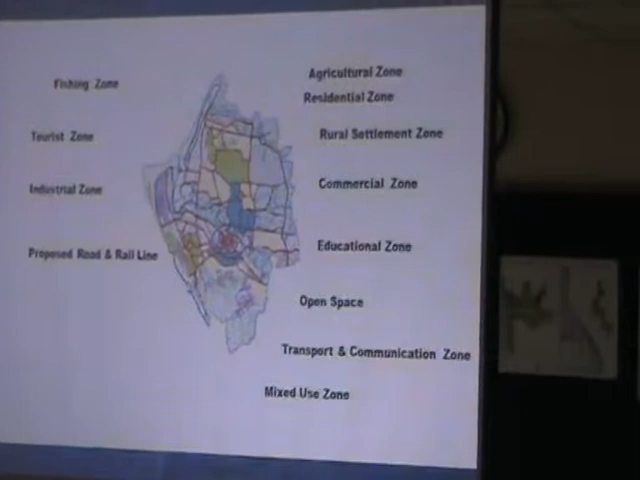 Fishing Zone
Tourist Zone
Industrial Zone
Proposed Road & Rail Line
Agricultural Zone
Residential Zone
Rural Settlement Zone
Commercial Zone
Educational Zone
Open Space
Transport & Communication Zone
Mixed Use Zone